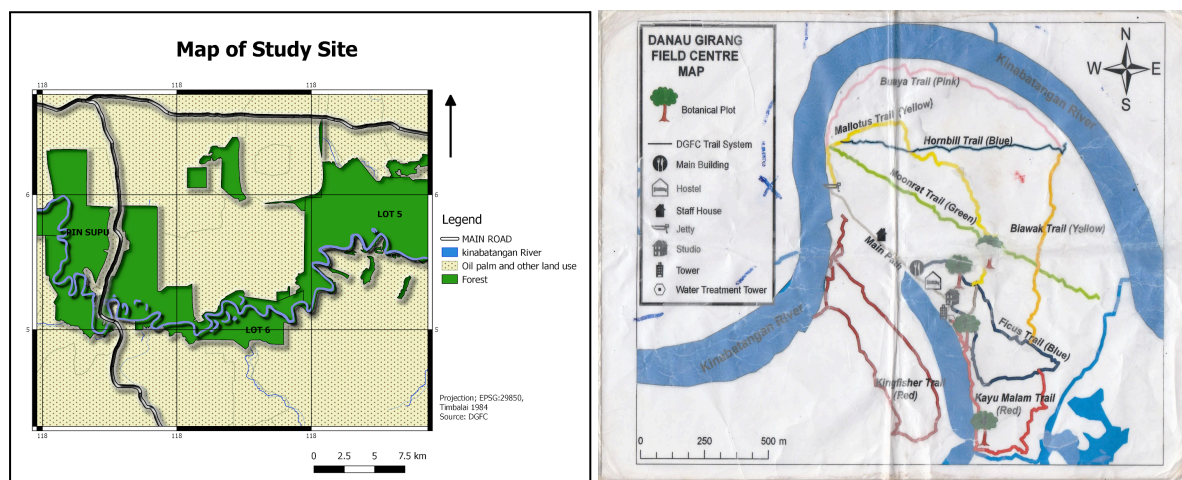 Map of Study Site
118
118
118
6
6
5
5
PIN SUPU
LOT 5
LOT 6
118
118
118
Legend
MAIN ROAD
kinabatangan River
Oil palm and other land use
Forest
Projection; EPSG:29850,
Timbalai 1984
Source: DGFC
0 2.5 5 7.5 km
DANAU GIRANG
FIELD CENTRE
MAP
Botanical Plot
DGFC Trail System
Main Building
Hostel
Staff House
Jetty
Studio
Tower
Water Treatment Tower
N
W E
S
Kinabatangan River
Buaya Trail (Pink)
Mallotus Trail (Yellow)
Hornbill Trail (Blue)
Moonrat Trail (Green)
Biawak Trail (Yellow)
Main Path
Kinabatangan River
Kinabatangan River
Ficus Trail (Blue)
Kingfisher Trail
(Red)
Kayu Malam Trail
(Red)
0 250 500 m